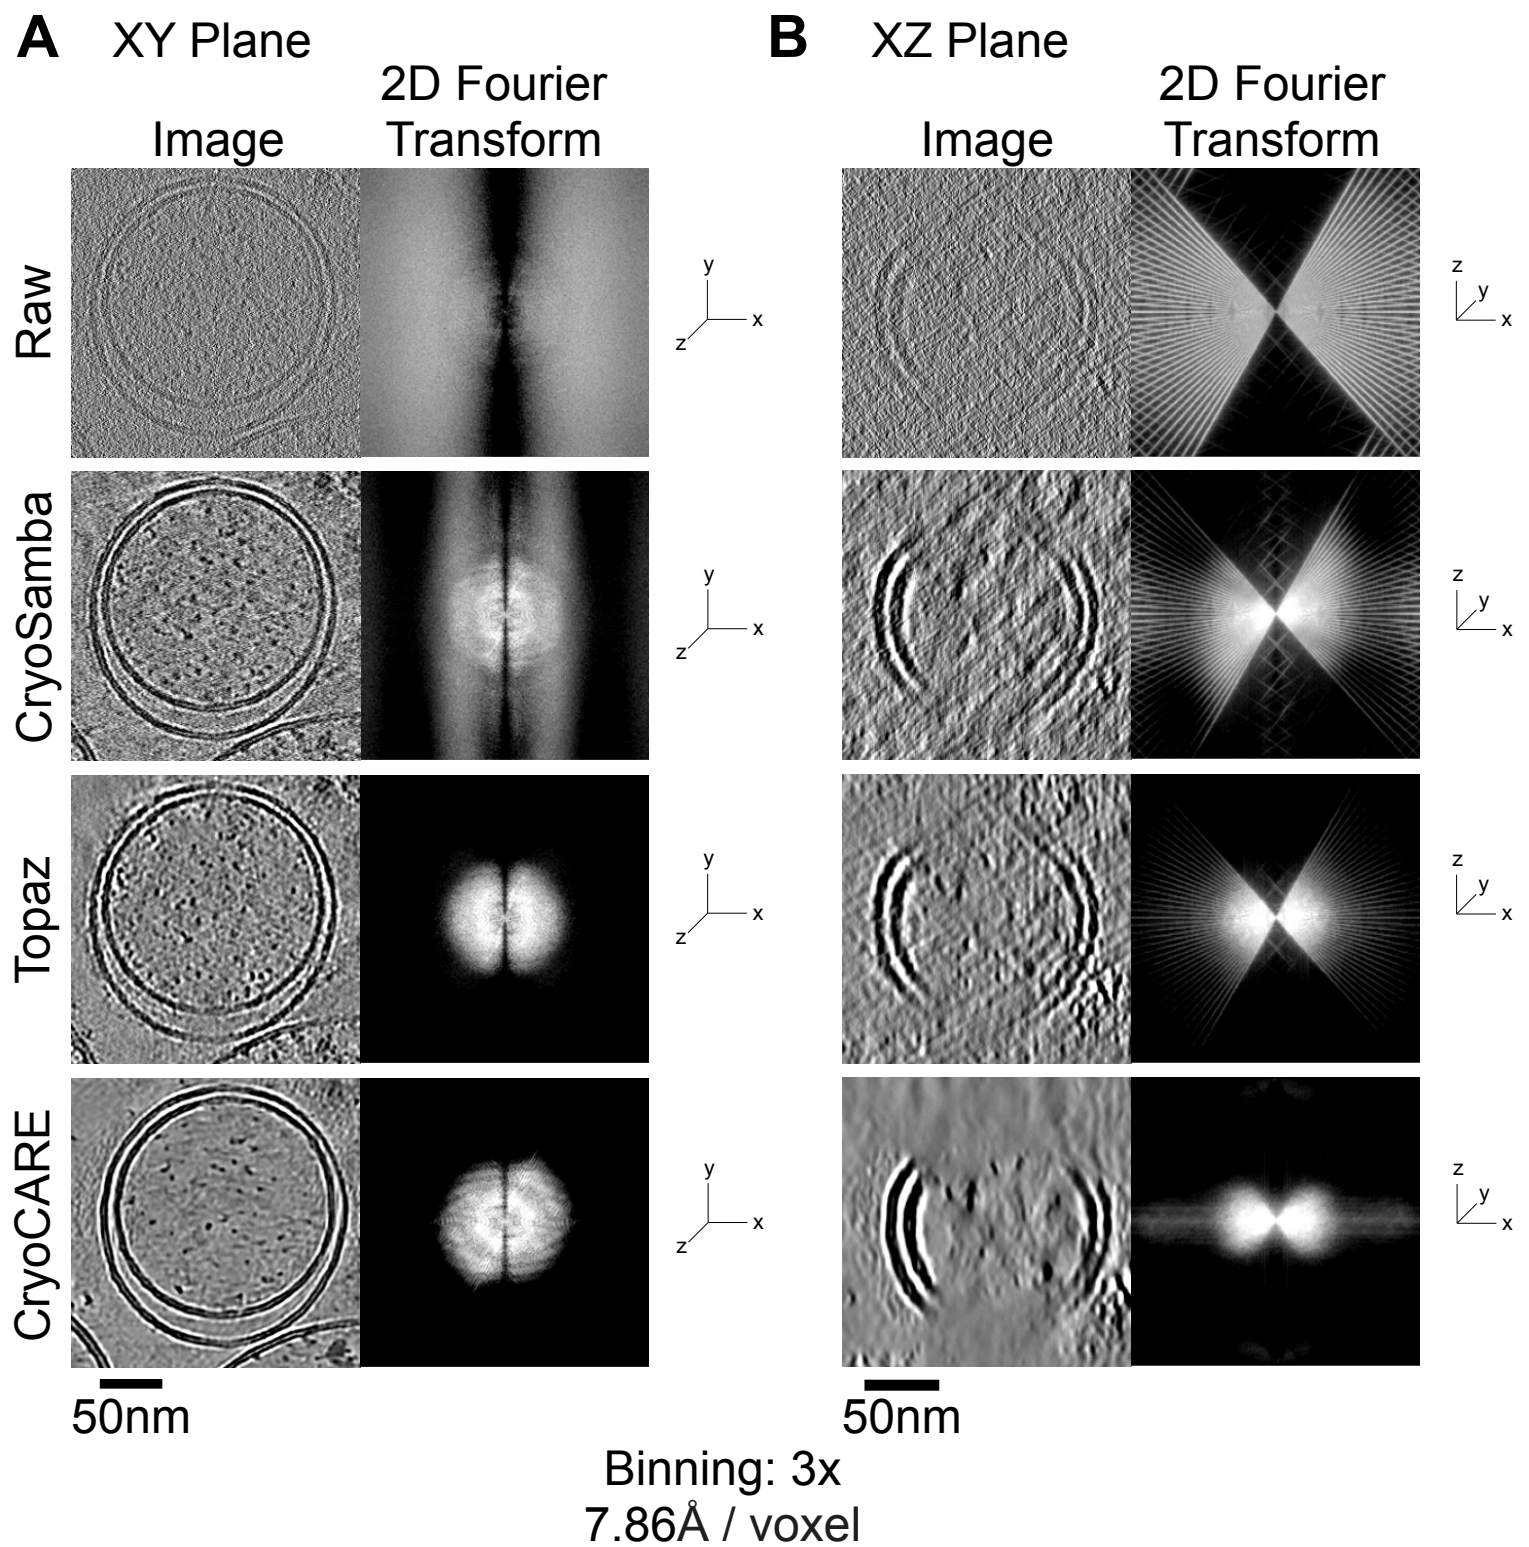 A XY Plane
2D Fourier
Image Transform
B XZ Plane
2D Fourier
Image Transform
Raw
y
x
z
z
y
x
CryoSamba
y
x
z
z
y
x
Topaz
y
x
z
z
y
x
CryoCARE
y
x
z
z
y
x
50nm
50nm
Binning: 3x
7.86Å / voxel